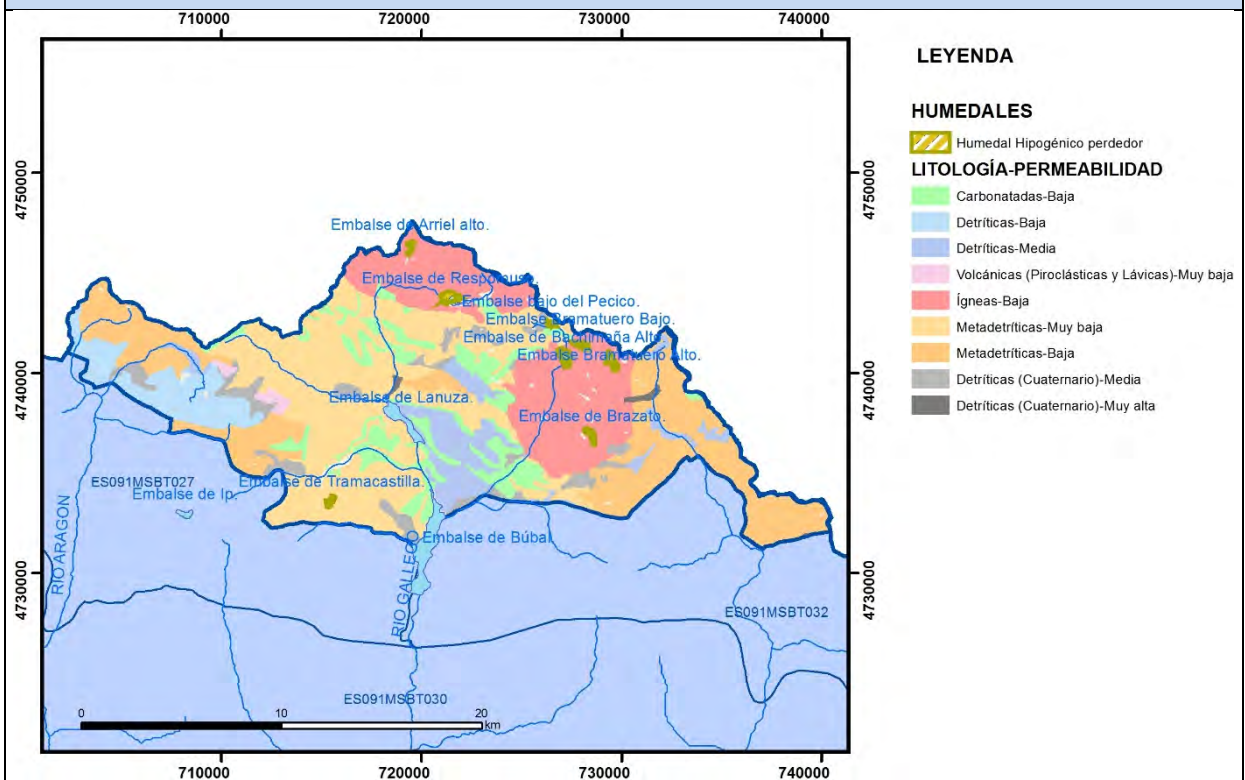 710000 720000 730000 740000
LEYENDA
HUMEDALES
Humedal Hipogénico perdedor
LITOLOGÍA-PERMEABILIDAD
Carbonatadas-Baja
Detríticas-Baja
Detríticas-Media
Volcánicas (Piroclásticas y Lávicas)-Muy baja
Ígneas-Baja
Metadetríticas-Muy baja
Metadetríticas-Baja
Detríticas (Cuaternario)-Media
Detríticas (Cuaternario)-Muy alta
4750000 4750000
Embalse de Arriel alto.
Embalse de Respomuso.
Embalse bajo del Pecico.
Embalse Bramatuero Bajo.
Embalse de Bachimaña Alto
Embalse Bramatuero Alto.
4740000 4740000
Embalse de Lanuza.
Embalse de Brazato.
ES091MSBT027
Embalse de Tramacastilla.
Embalse de Ip.
Embalse de Búbal
RIO ARAGON
RIO GALLEGO
4730000 4730000
ES091MSBT032
ES091MSBT030
0 10 20
km
710000 720000 730000 740000